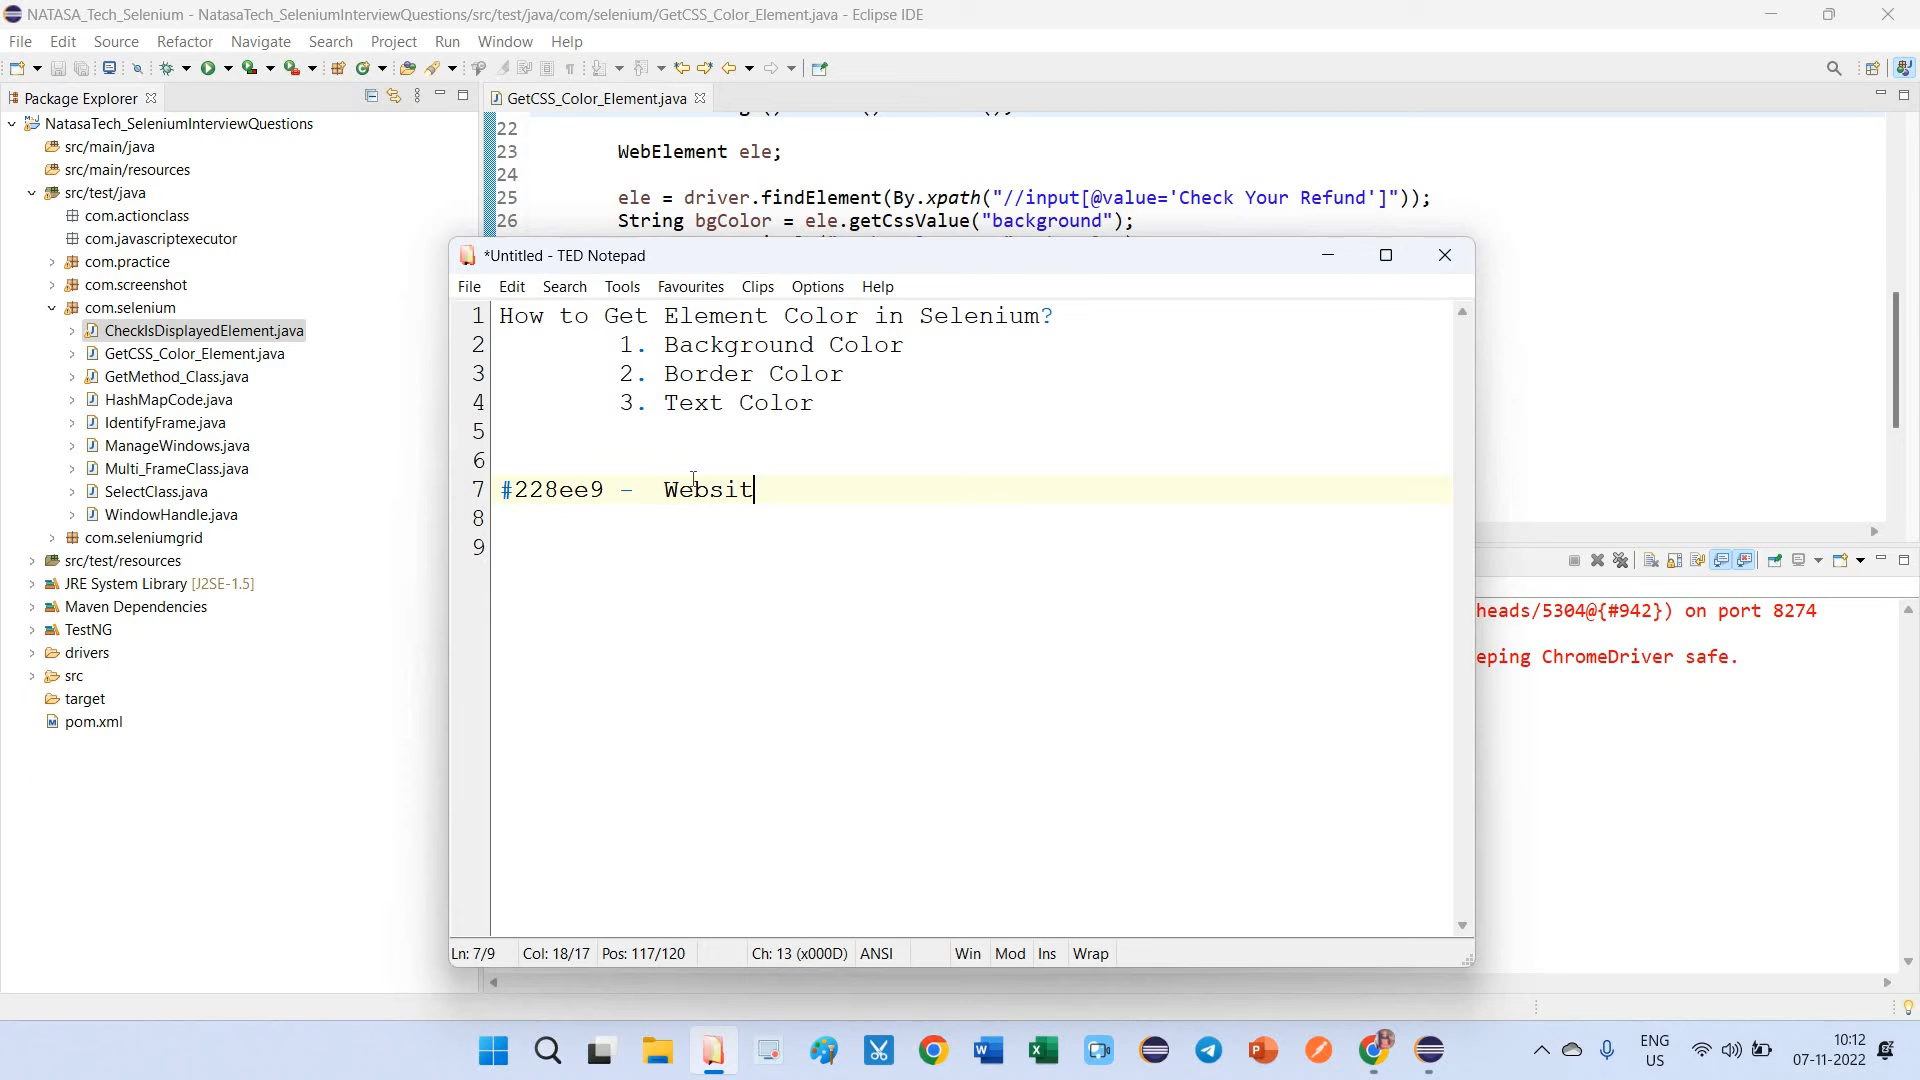 NATASA_Tech_Selenium - NatasaTech_SeleniumInterviewQuestions/src/test/java/com/selenium/GetCSS_Color_Element.java - Eclipse IDE
File Edit Source Refactor Navigate Search Project Run Window Help
Package Explorer
GetCSS_Color_Element.java
NatasaTech_SeleniumInterviewQuestions
src/main/java
src/main/resources
src/test/java
com.actionclass
com.javascriptexecutor
com.practice
com.screenshot
com.selenium
CheckIsDisplayedElement.java
GetCSS_Color_Element.java
GetMethod_Class.java
HashMapCode.java
IdentifyFrame.java
ManageWindows.java
Multi_FrameClass.java
SelectClass.java
WindowHandle.java
com.seleniumgrid
src/test/resources
JRE System Library [J2SE-1.5]
Maven Dependencies
TestNG
drivers
src
target
pom.xml
22
23 WebElement ele;
24
25 ele = driver.findElement(By.xpath("//input[@value='Check Your Refund']"));
26 String bgColor = ele.getCssValue("background");
*Untitled - TED Notepad
File Edit Search Tools Favourites Clips Options Help
1 How to Get Element Color in Selenium?
2 1. Background Color
3 2. Border Color
4 3. Text Color
5
6
7 #228ee9 - Websit
8
9
Ln: 7/9 Col: 18/17 Pos: 117/120 Ch: 13 (x000D) ANSI Win Mod Ins Wrap
heads/5304@{#942}) on port 8274
eping ChromeDriver safe.
ENG
US
10:12
07-11-2022